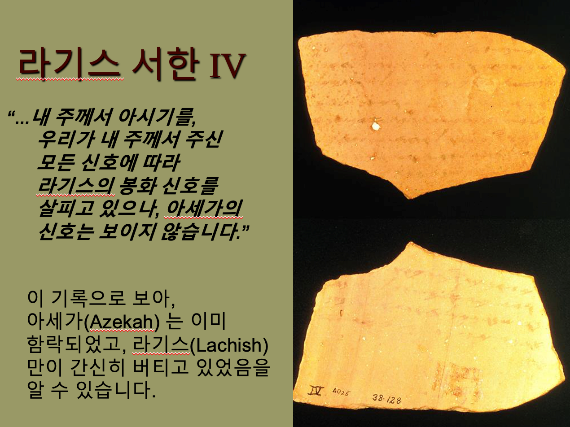 라기스 서한 IV
“...내 주께서 아시기를,
우리가 내 주께서 주신
모든 신호에 따라
라기스의 봉화 신호를
살피고 있으나, 아세가의
신호는 보이지 않습니다.”
이 기록으로 보아,
아세가(Azekah) 는 이미
함락되었고, 라기스(Lachish)
만이 간신히 버티고 있었음을
알 수 있습니다.
IV
38.128